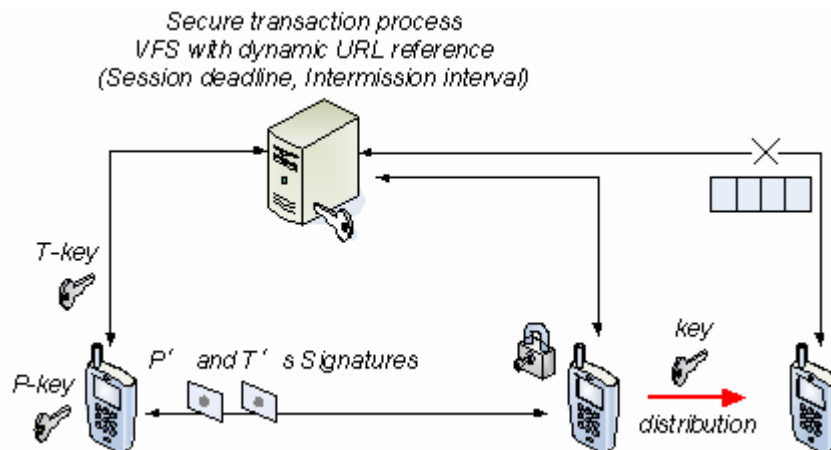 Secure transaction process
VFS with dynamic URL reference
(Session deadline, Intermission interval)
T-key
P' and T's Signatures
key
P-key
distribution